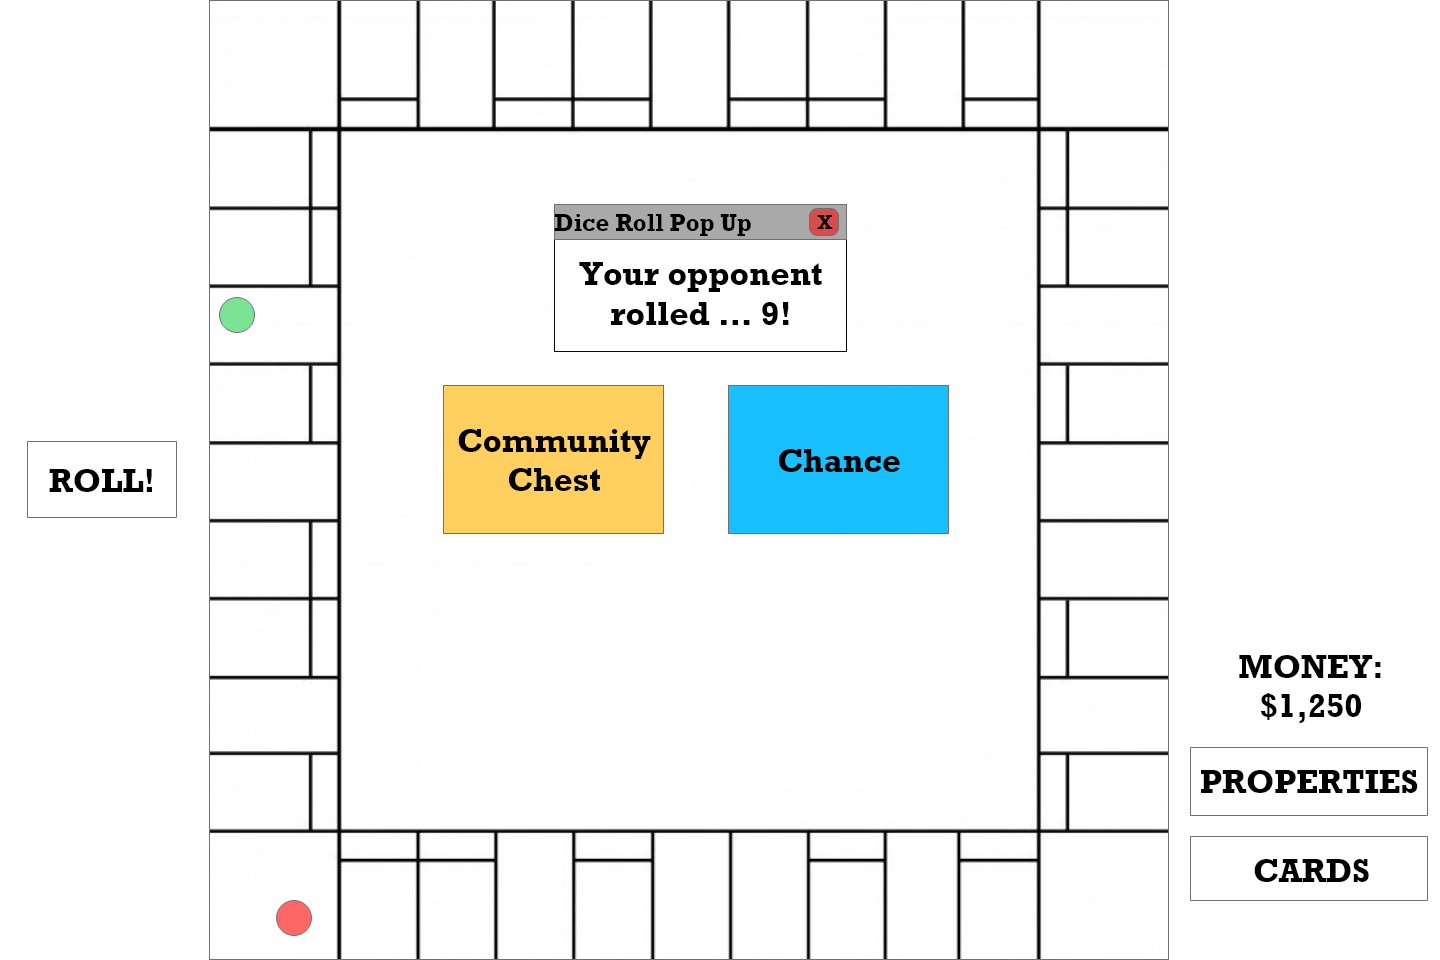 Dice Roll Pop Up X
Your opponent
rolled ... 9!
Community
Chest
Chance
ROLL!
MONEY:
$1,250
PROPERTIES
CARDS